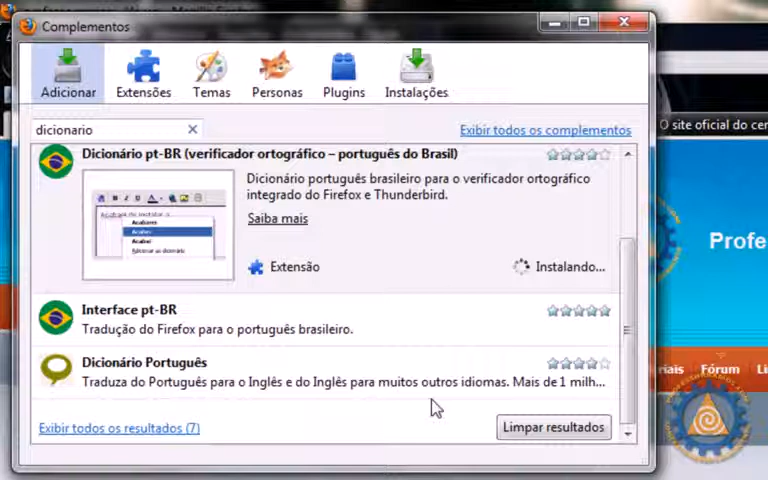 Complementos
Adicionar
Extensões
Temas
Personas
Plugins
Instalações
dicionario
Exibir todos os complementos
O site oficial do cer
Dicionário pt-BR (verificador ortográfico – português do Brasil)
Dicionário português brasileiro para o verificador ortográfico
integrado do Firefox e Thunderbird.
Saiba mais
Extensão
Instalando...
Profe
Interface pt-BR
Tradução do Firefox para o português brasileiro.
Dicionário Português
Traduza do Português para o Inglês e do Inglês para muitos outros idiomas. Mais de 1 milh...
riais
Fórum
Li
Exibir todos os resultados (7)
Limpar resultados